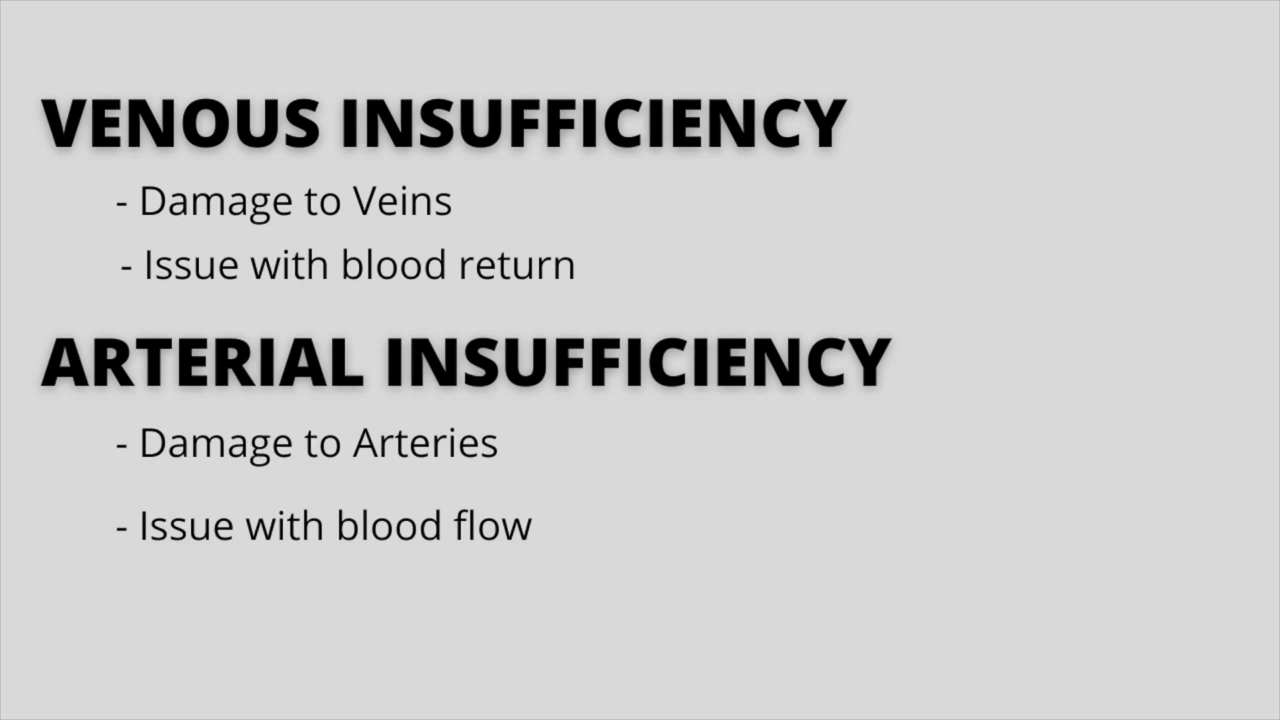 VENOUS INSUFFICIENCY
- Damage to Veins
- Issue with blood return
ARTERIAL INSUFFICIENCY
- Damage to Arteries
- Issue with blood flow